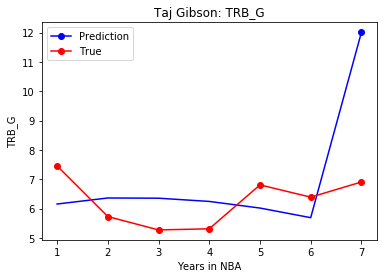 Taj Gibson: TRB_G
Prediction
True
12
11
10
9
8
7
6
5
TRB_G
1 2 3 4 5 6 7
Years in NBA